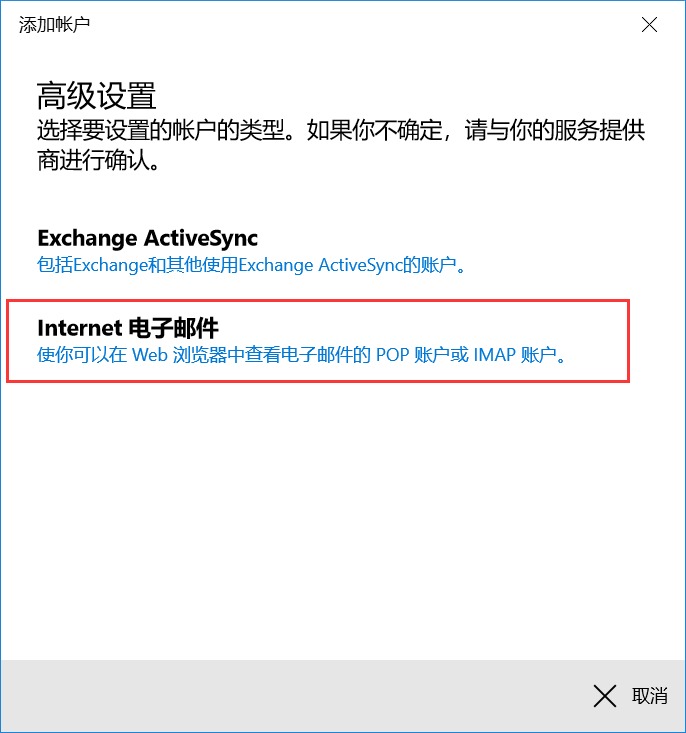 添加帐户
高级设置
选择要设置的帐户的类型。如果你不确定，请与你的服务提供
商进行确认。
Exchange ActiveSync
包括Exchange和其他使用Exchange ActiveSync的账户。
Internet 电子邮件
使你可以在 Web 浏览器中查看电子邮件的 POP 账户或 IMAP 账户。
取消